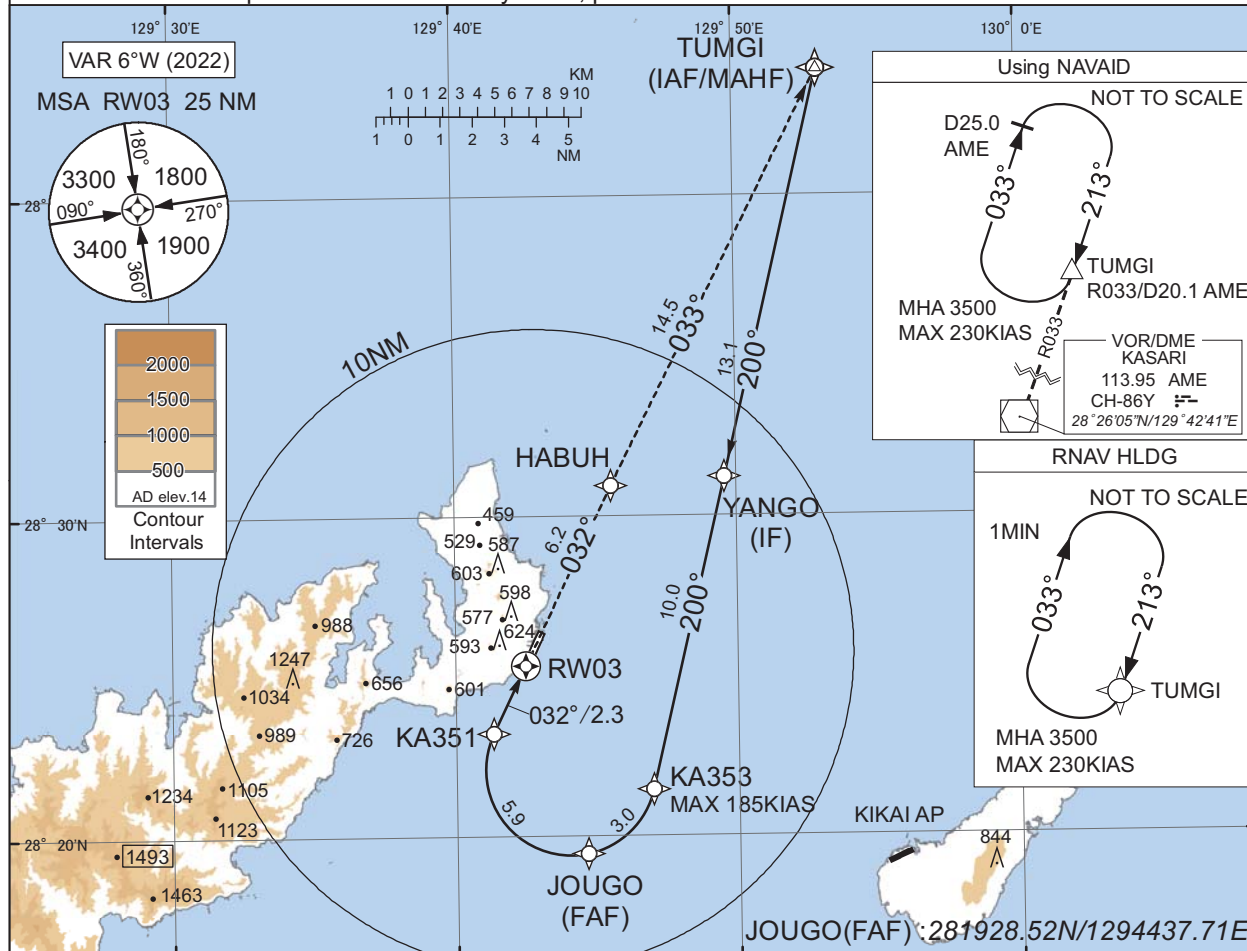 129° 30'E
129° 40'E
129° 50'E
130° 0'E
VAR 6°W (2022)
MSA RW03 25 NM
180°
3300
1800
090°
270°
3400
1900
360°
KM
1 0 1 2 3 4 5 6 7 8 9 10
1 0 1 2 3 4 5
NM
TUMGI
(IAF/MAHF)
Using NAVAID
NOT TO SCALE
D25.0
AME
033°
213°
TUMGI
R033/D20.1 AME
MHA 3500
MAX 230KIAS
R033
VOR/DME
KASARI
113.95 AME
CH-86Y
28°26'05"N/129°42'41"E
28°
2000
1500
1000
500
AD elev.14
Contour
Intervals
10NM
14.5
033°
13.1
200°
HABUH
YANGO
(IF)
6.2
032°
10.0
200°
RNAV HLDG
NOT TO SCALE
1MIN
033°
213°
TUMGI
MHA 3500
MAX 230KIAS
28° 30'N
459
529
587
603
598
577
624
593
988
1247
656
601
1034
989
726
RW03
032°/2.3
KA351
KA353
MAX 185KIAS
5.9
3.0
1234
1105
1123
1493
1463
28° 20'N
JOUGO
(FAF)
KIKAI AP
844
JOUGO(FAF) :281928.52N/1294437.71E